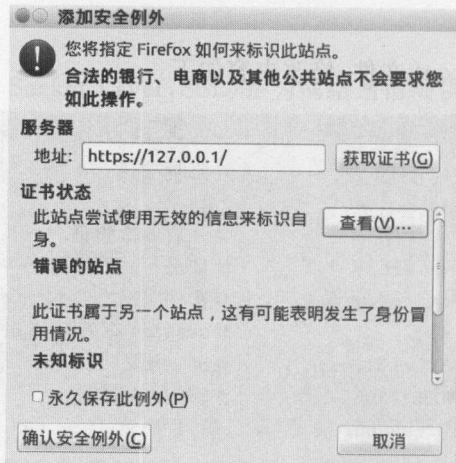 添加安全例外
您将指定 Firefox 如何来标识此站点。
合法的银行、电商以及其他公共站点不会要求您
如此操作。
服务器
地址: https://127.0.0.1/ 获取证书(G)
证书状态
此站点尝试使用无效的信息来标识自
身。
查看(V)...
错误的站点
此证书属于另一个站点，这有可能表明发生了身份冒
用情况。
未知标识
永久保存此例外(P)
确认安全例外(C) 取消